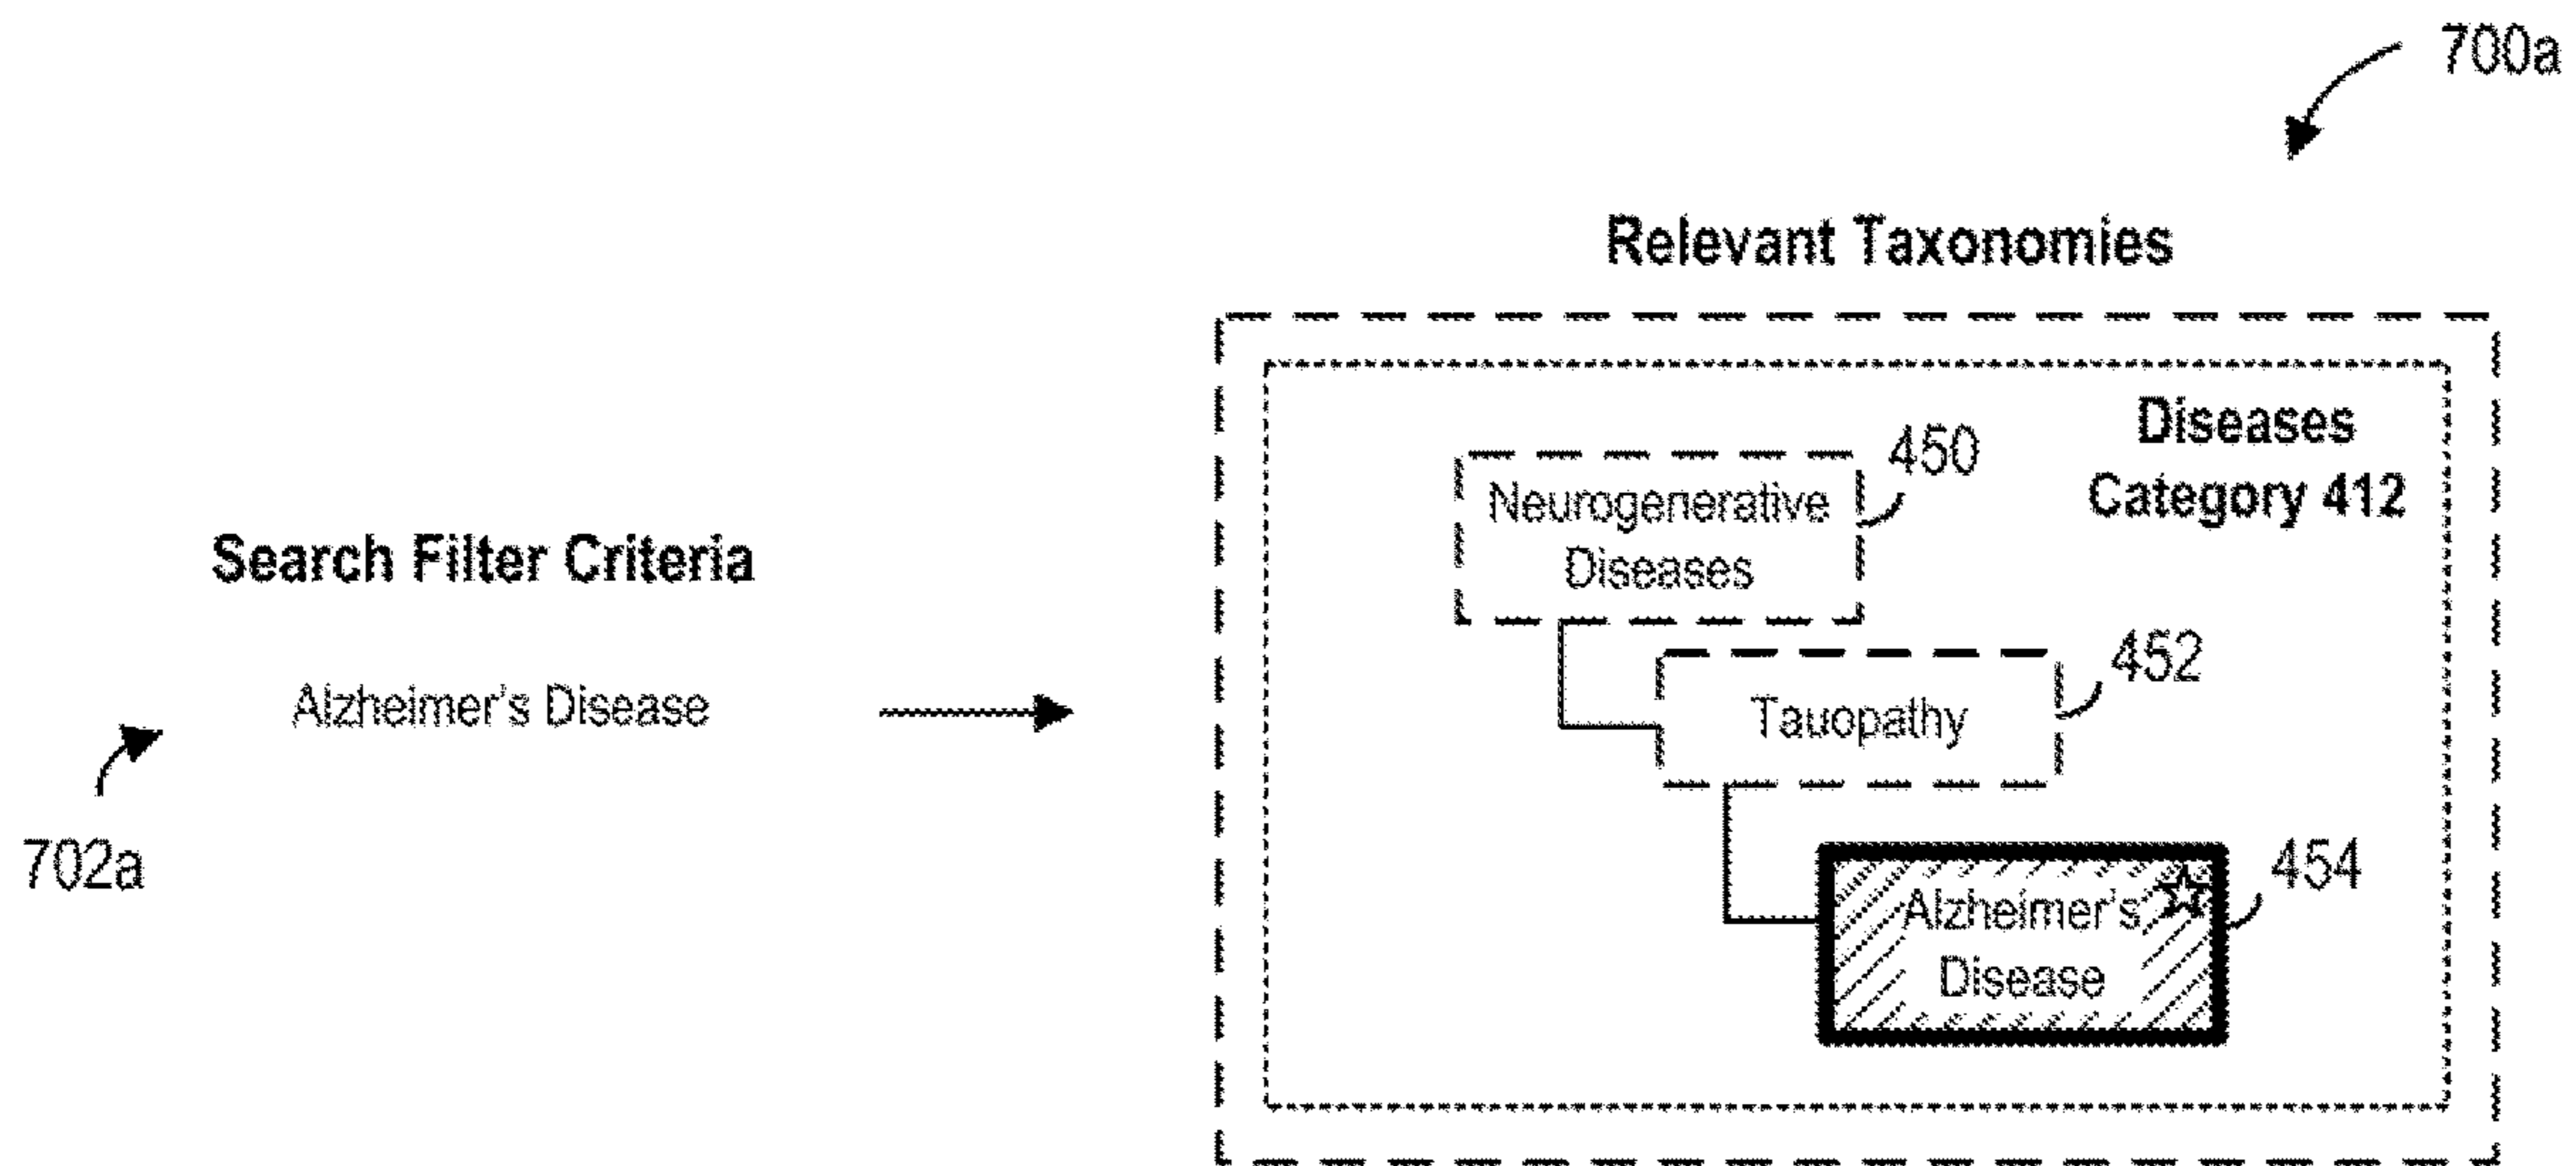 700a
Relevant Taxonomies
Diseases
Category 412
450
Neurogenerative
Diseases
452
Tauopathy
454
Alzheimer's
Disease
Search Filter Criteria
Alzheimer's Disease
702a